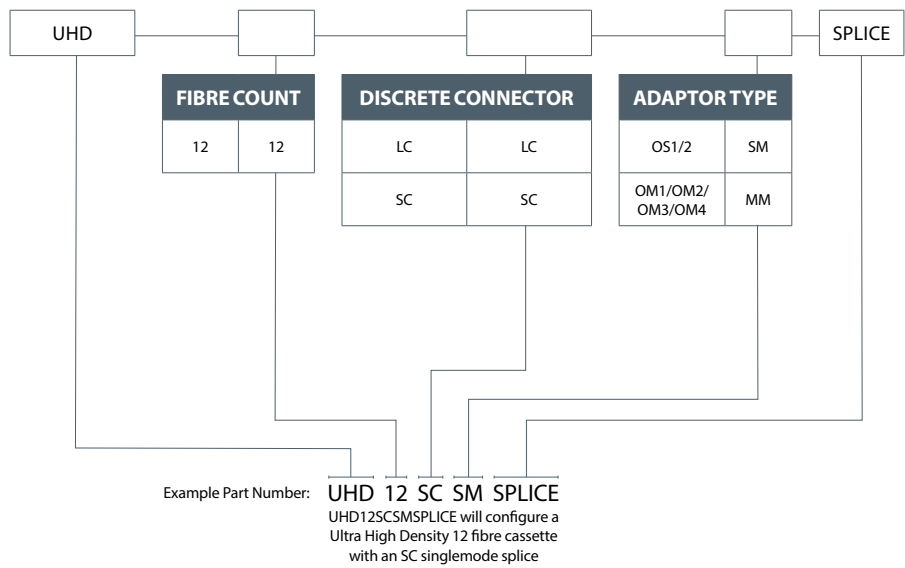 UHD SPLICE
FIBRE COUNT DISCRETE CONNECTOR ADAPTOR TYPE
12 12 LC LC OS1/2 SM
SC SC OM1/OM2/
OM3/OM4 MM
Example Part Number: UHD 12 SC SM SPLICE
UHD12SCSMSPLICE will configure a
Ultra High Density 12 fibre cassette
with an SC singlemode splice